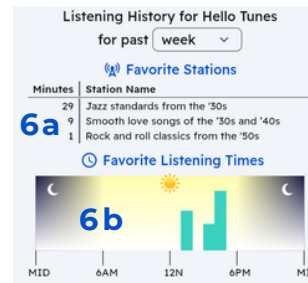 Listening History for Hello Tunes
for past week
Favorite Stations
Minutes Station Name
29 Jazz standards from the '30s
6a
9 Smooth love songs of the '30s and '40s
1 Rock and roll classics from the '50s
Favorite Listening Times
6b
MID 6AM 12N 6PM MI